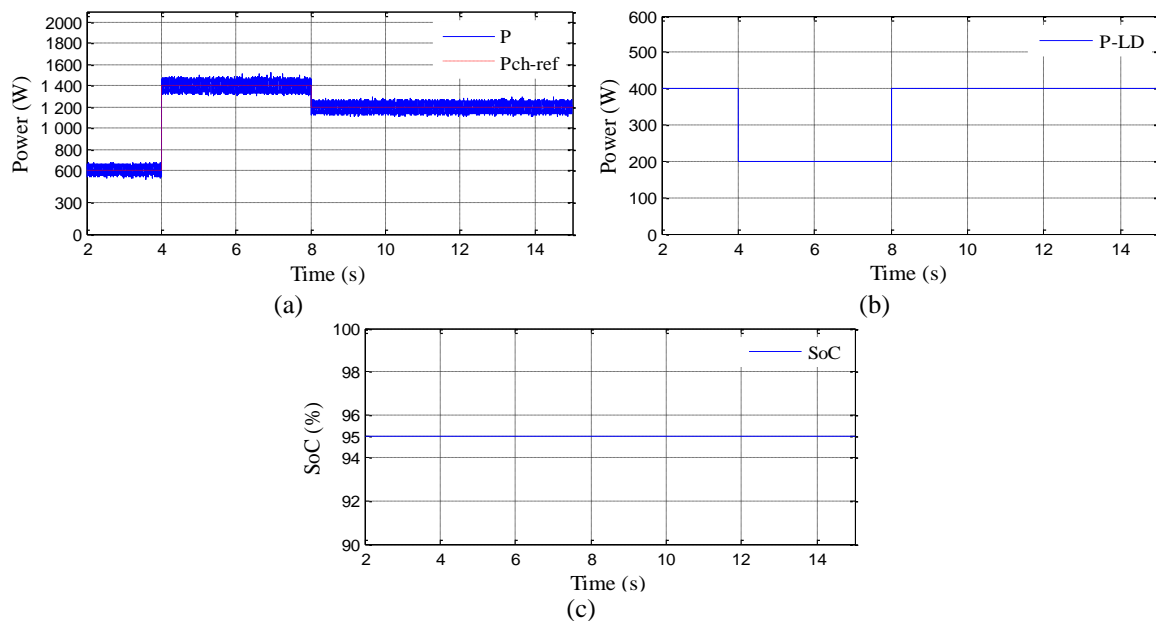 Power (W)
2100
1800
1700
1600
1 400
1 200
1 000
800
600
300
0
P
Pch-ref
2 4 6 8 10 12 14
Time (s)
(a)
Power (W)
600
500
400
300
200
100
0
P-LD
2 4 6 8 10 12 14
Time (s)
(b)
SoC (%)
100
98
96
95
94
92
90
SoC
2 4 6 8 10 12 14
Time (s)
(c)